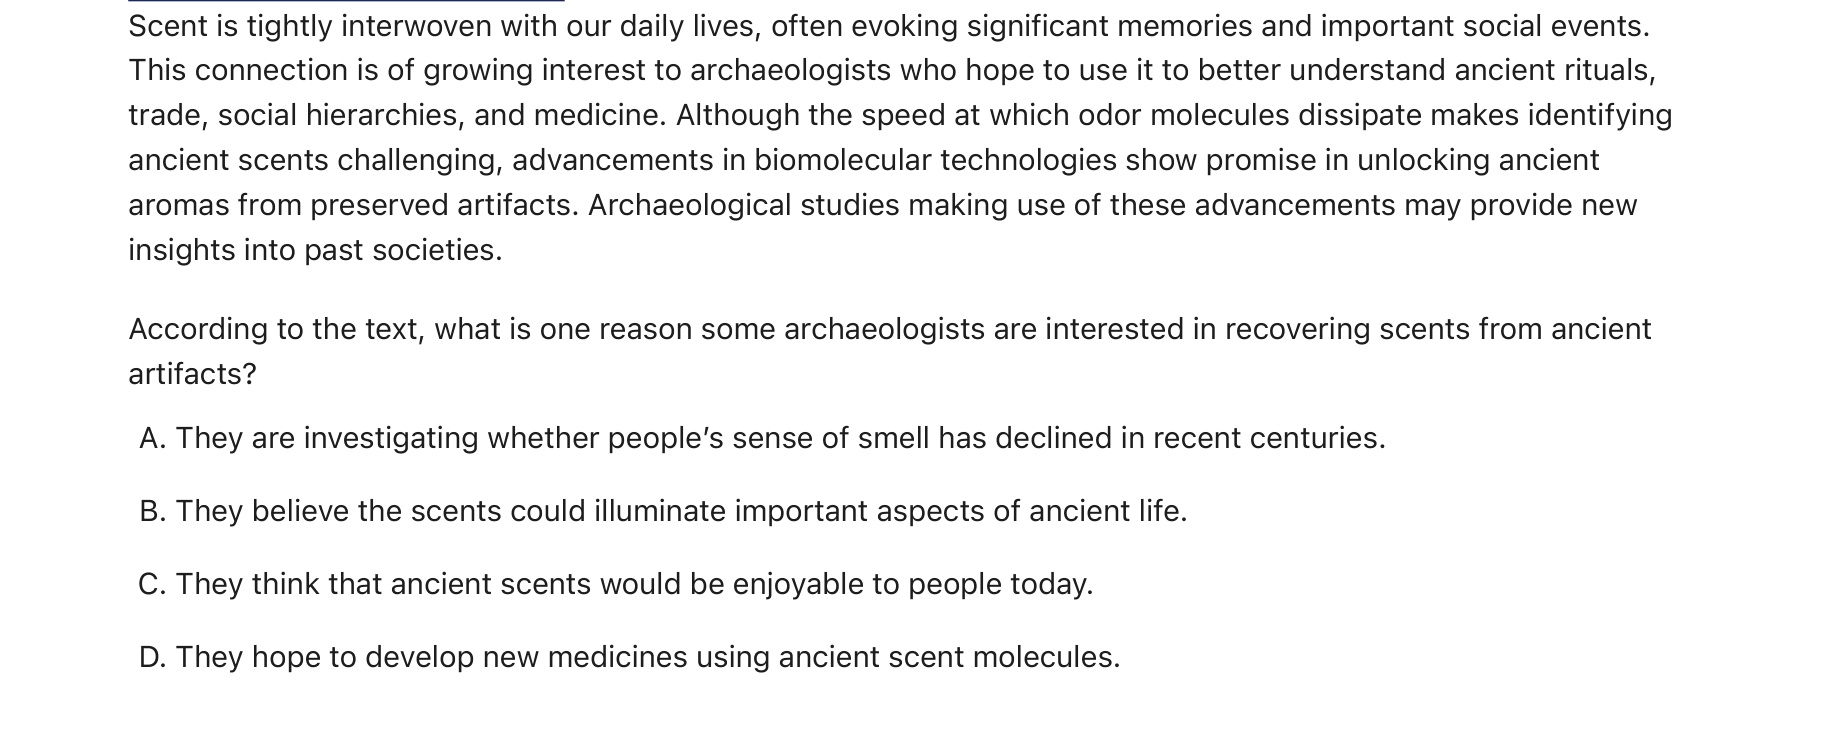 Scent is tightly interwoven with our daily lives, often evoking significant memories and important social events.
This connection is of growing interest to archaeologists who hope to use it to better understand ancient rituals,
trade, social hierarchies, and medicine. Although the speed at which odor molecules dissipate makes identifying
ancient scents challenging, advancements in biomolecular technologies show promise in unlocking ancient
aromas from preserved artifacts. Archaeological studies making use of these advancements may provide new
insights into past societies.
According to the text, what is one reason some archaeologists are interested in recovering scents from ancient
artifacts?
A. They are investigating whether people’s sense of smell has declined in recent centuries.
B. They believe the scents could illuminate important aspects of ancient life.
C. They think that ancient scents would be enjoyable to people today.
D. They hope to develop new medicines using ancient scent molecules.